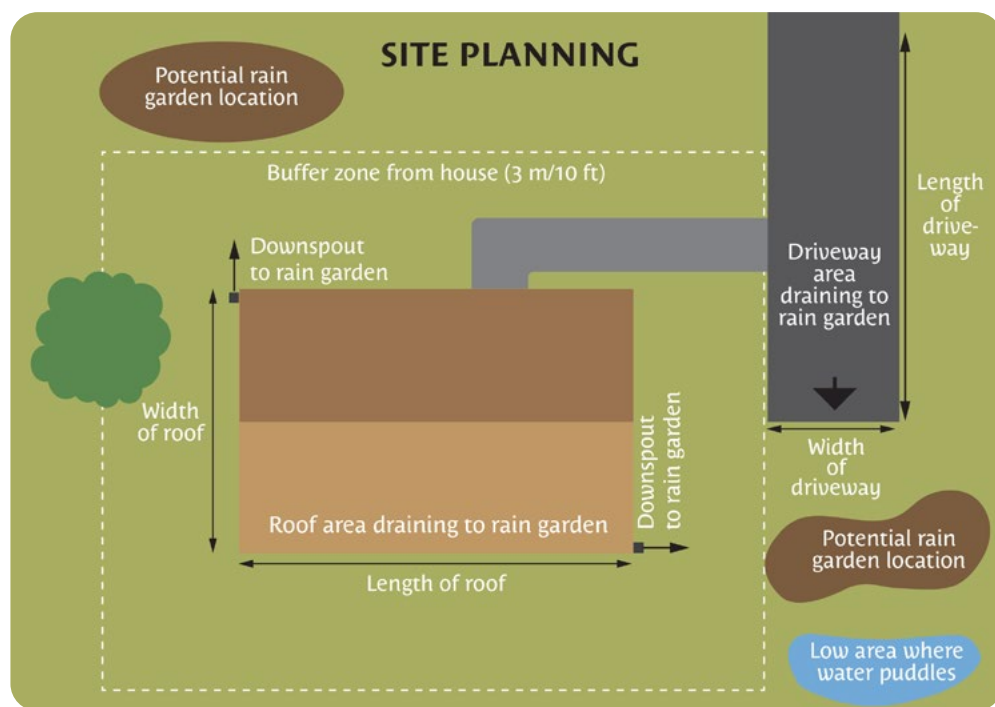 SITE PLANNING
Potential rain
garden location
Buffer zone from house (3 m/10 ft)
Length
of
drive-
way
Downspout
to rain garden
Driveway
area
draining to
rain garden
Width
of roof
Downspout
to rain garden
Width
of
driveway
Roof area draining to rain garden
Length of roof
Potential rain
garden location
Low area where
water puddles